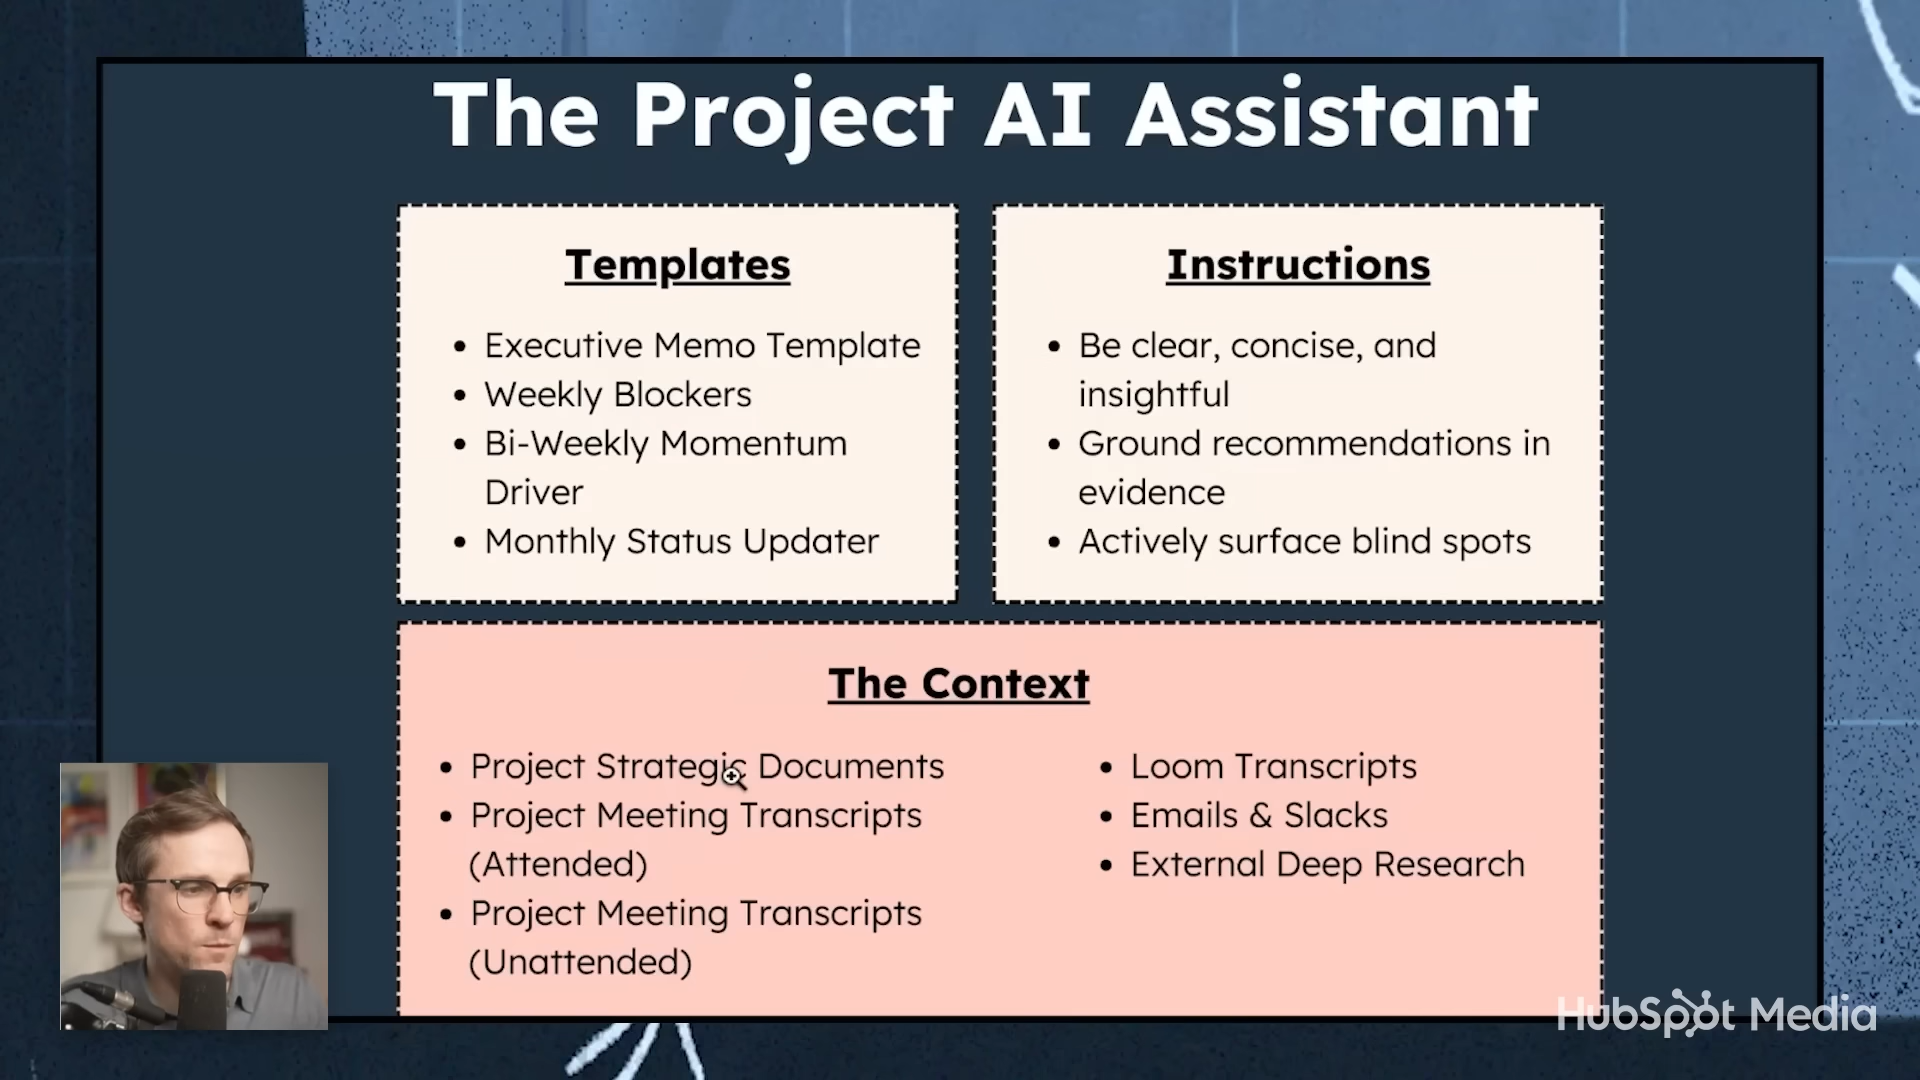 The Project AI Assistant
Templates
• Executive Memo Template
• Weekly Blockers
• Bi-Weekly Momentum
Driver
• Monthly Status Updater
Instructions
• Be clear, concise, and
insightful
• Ground recommendations in
evidence
• Actively surface blind spots
The Context
• Project Strategic Documents
• Project Meeting Transcripts
(Attended)
• Project Meeting Transcripts
(Unattended)
• Loom Transcripts
• Emails & Slacks
• External Deep Research
HubSpot Media